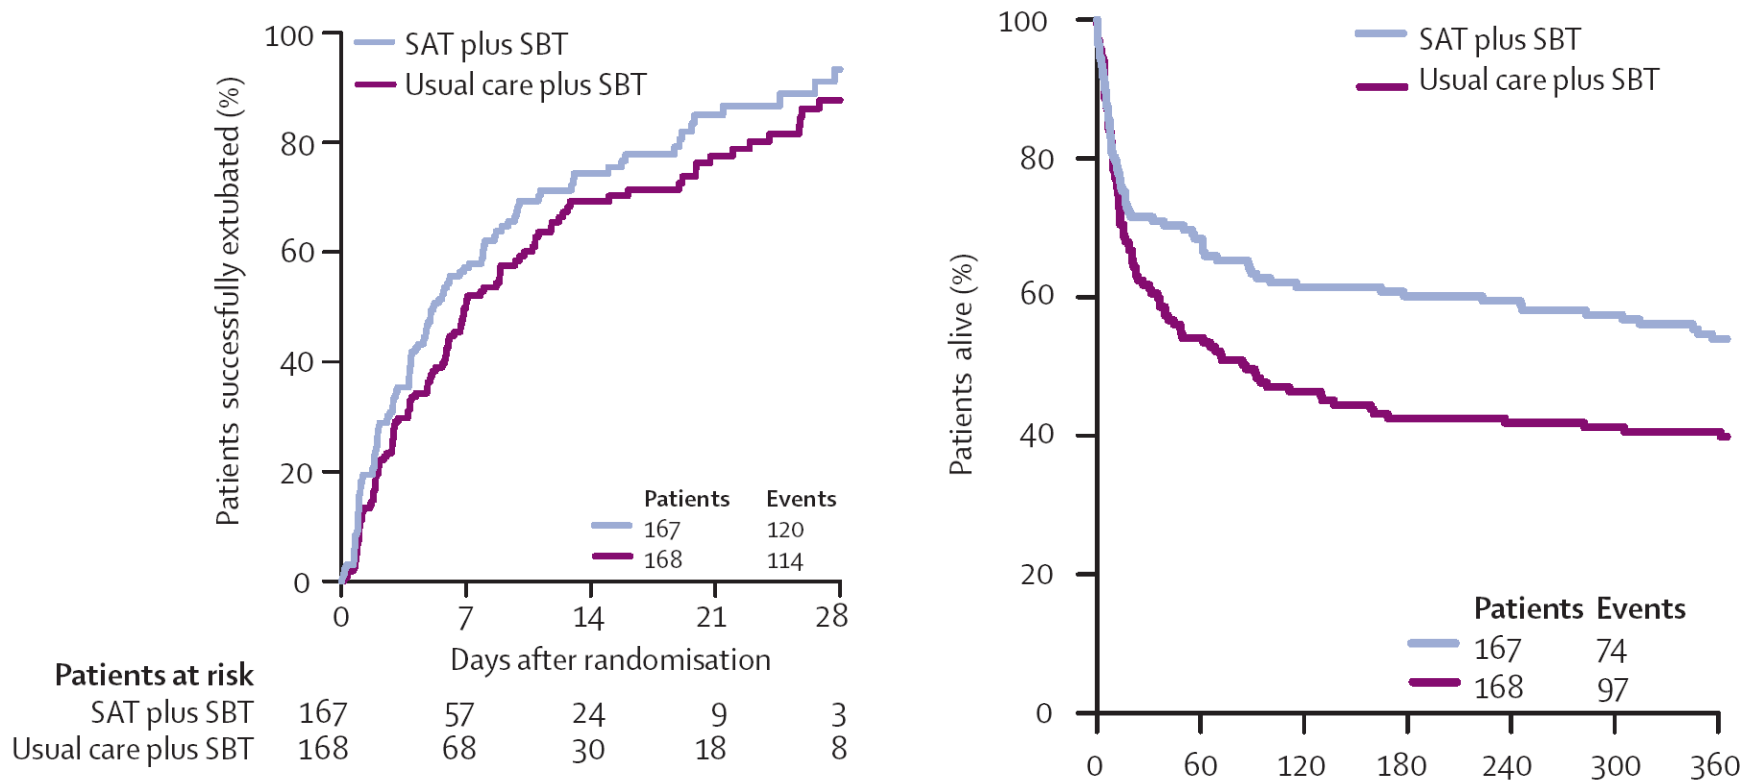 SAT plus SBT
Usual care plus SBT
Patients successfully extubated (%)
100
80
60
40
20
0
Patients Events
167 120
168 114
0 7 14 21 28
Days after randomisation
Patients at risk
SAT plus SBT 167 57 24 9 3
Usual care plus SBT 168 68 30 18 8
SAT plus SBT
Usual care plus SBT
Patients alive (%)
100
80
60
40
20
0
Patients Events
167 74
168 97
0 60 120 180 240 300 360